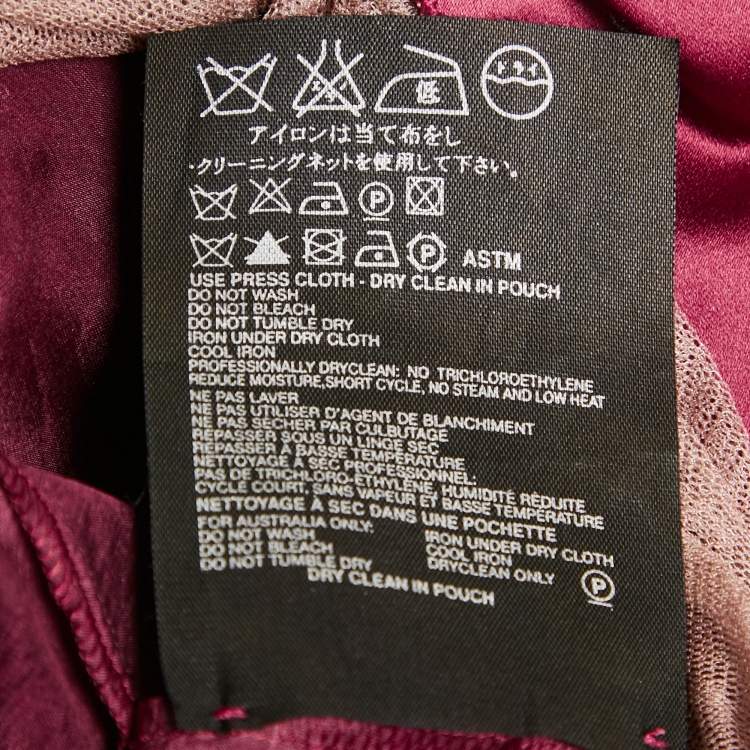 アイロンは当て布をし
・クリーニングネットを使用して下さい。
P
P ASTM
USE PRESS CLOTH - DRY CLEAN IN POUCH
DO NOT WASH
DO NOT BLEACH
DO NOT TUMBLE DRY
IRON UNDER DRY CLOTH
COOL IRON
PROFESSIONALLY DRYCLEAN: NO TRICHLOROETHYLENE
REDUCE MOISTURE,SHORT CYCLE, NO STEAM AND LOW HEAT
NE PAS LAVER
NE PAS UTILISER D'AGENT DE BLANCHIMENT
NE PAS SÉCHER PAR CULBUTAGE
REPASSER SOUS UN LINGE SEC
REPASSER À BASSE TEMPÉRATURE
NETTOYAGE À SEC PROFESSIONNEL:
PAS DE TRICHLORO-ETHYLÈNE, HUMIDITÉ RÉDUITE
CYCLE COURT, SANS VAPEUR ET BASSE TEMPÉRATURE
NETTOYAGE À SEC DANS UNE POCHETTE
FOR AUSTRALIA ONLY:
DO NOT WASH IRON UNDER DRY CLOTH
DO NOT BLEACH COOL IRON
DO NOT TUMBLE DRY DRYCLEAN ONLY P
DRY CLEAN IN POUCH